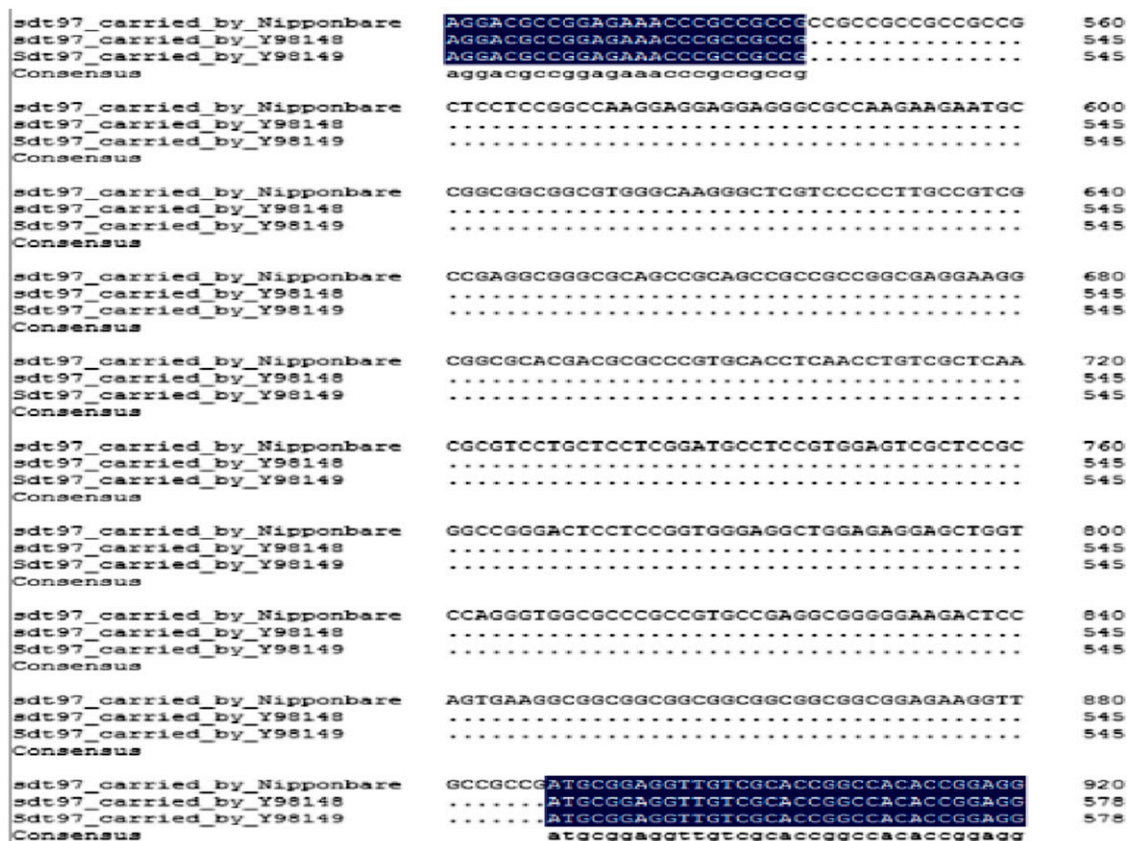 sdt97_carried_by_Nipponbare AGGACGCCGGAGAAACCCGCCGCCGCCGCCGCCGCCGCCG 560
sdt97_carried_by_Y98148 AGGACGCCGGAGAAACCCGCCGCCG............... 545
Sdt97_carried_by_Y98149 AGGACGCCGGAGAAACCCGCCGCCG............... 545
Consensus aggacgccggagaaacccgccgccg
sdt97_carried_by_Nipponbare CTCCTCCGGCCAAGGAGGAGGAGGGCGCCAAGAAGAATGC 600
sdt97_carried_by_Y98148 ........................................ 545
Sdt97_carried_by_Y98149 ........................................ 545
Consensus
sdt97_carried_by_Nipponbare CGGCGGCGGCGTGGGCAAGGGCTCGTCCCCCTTGCCGTCG 640
sdt97_carried_by_Y98148 ........................................ 545
Sdt97_carried_by_Y98149 ........................................ 545
Consensus
sdt97_carried_by_Nipponbare CCGAGGCGGGCGCAGCCGCAGCCGCCGCCGGCGAGGAAGG 680
sdt97_carried_by_Y98148 ........................................ 545
Sdt97_carried_by_Y98149 ........................................ 545
Consensus
sdt97_carried_by_Nipponbare CGGCGCACGACGCGCCCGTGCACCTCAACCTGTCGCTCAA 720
sdt97_carried_by_Y98148 ........................................ 545
Sdt97_carried_by_Y98149 ........................................ 545
Consensus
sdt97_carried_by_Nipponbare CGCGTCCTGCTCCTCGGATGCCTCCGTGGAGTCGCTCCGC 760
sdt97_carried_by_Y98148 ........................................ 545
Sdt97_carried_by_Y98149 ........................................ 545
Consensus
sdt97_carried_by_Nipponbare GGCCGGGACTCCTCCGGTGGGAGGCTGGAGAGGAGCTGGT 800
sdt97_carried_by_Y98148 ........................................ 545
Sdt97_carried_by_Y98149 ........................................ 545
Consensus
sdt97_carried_by_Nipponbare CCAGGGTGGCGCCCGCCGTGCCGAGGCGGGGGAAGACTCC 840
sdt97_carried_by_Y98148 ........................................ 545
Sdt97_carried_by_Y98149 ........................................ 545
Consensus
sdt97_carried_by_Nipponbare AGTGAAGGCGGCGGCGGCGGCGGCGGCGGCGGAGAAGGTT 880
sdt97_carried_by_Y98148 ........................................ 545
Sdt97_carried_by_Y98149 ........................................ 545
Consensus
sdt97_carried_by_Nipponbare GCCGCCGATGCGGAGGTTGTCGCACCGGCCACACCGGAGG 920
sdt97_carried_by_Y98148 .......ATGCGGAGGTTGTCGCACCGGCCACACCGGAGG 578
Sdt97_carried_by_Y98149 .......ATGCGGAGGTTGTCGCACCGGCCACACCGGAGG 578
Consensus atgcggaggttgtcgcaccggccacaccggagg